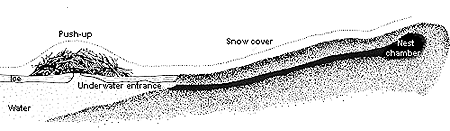 Push-up
Snow cover
Nest
chamber
Ice
Underwater entrance
Water